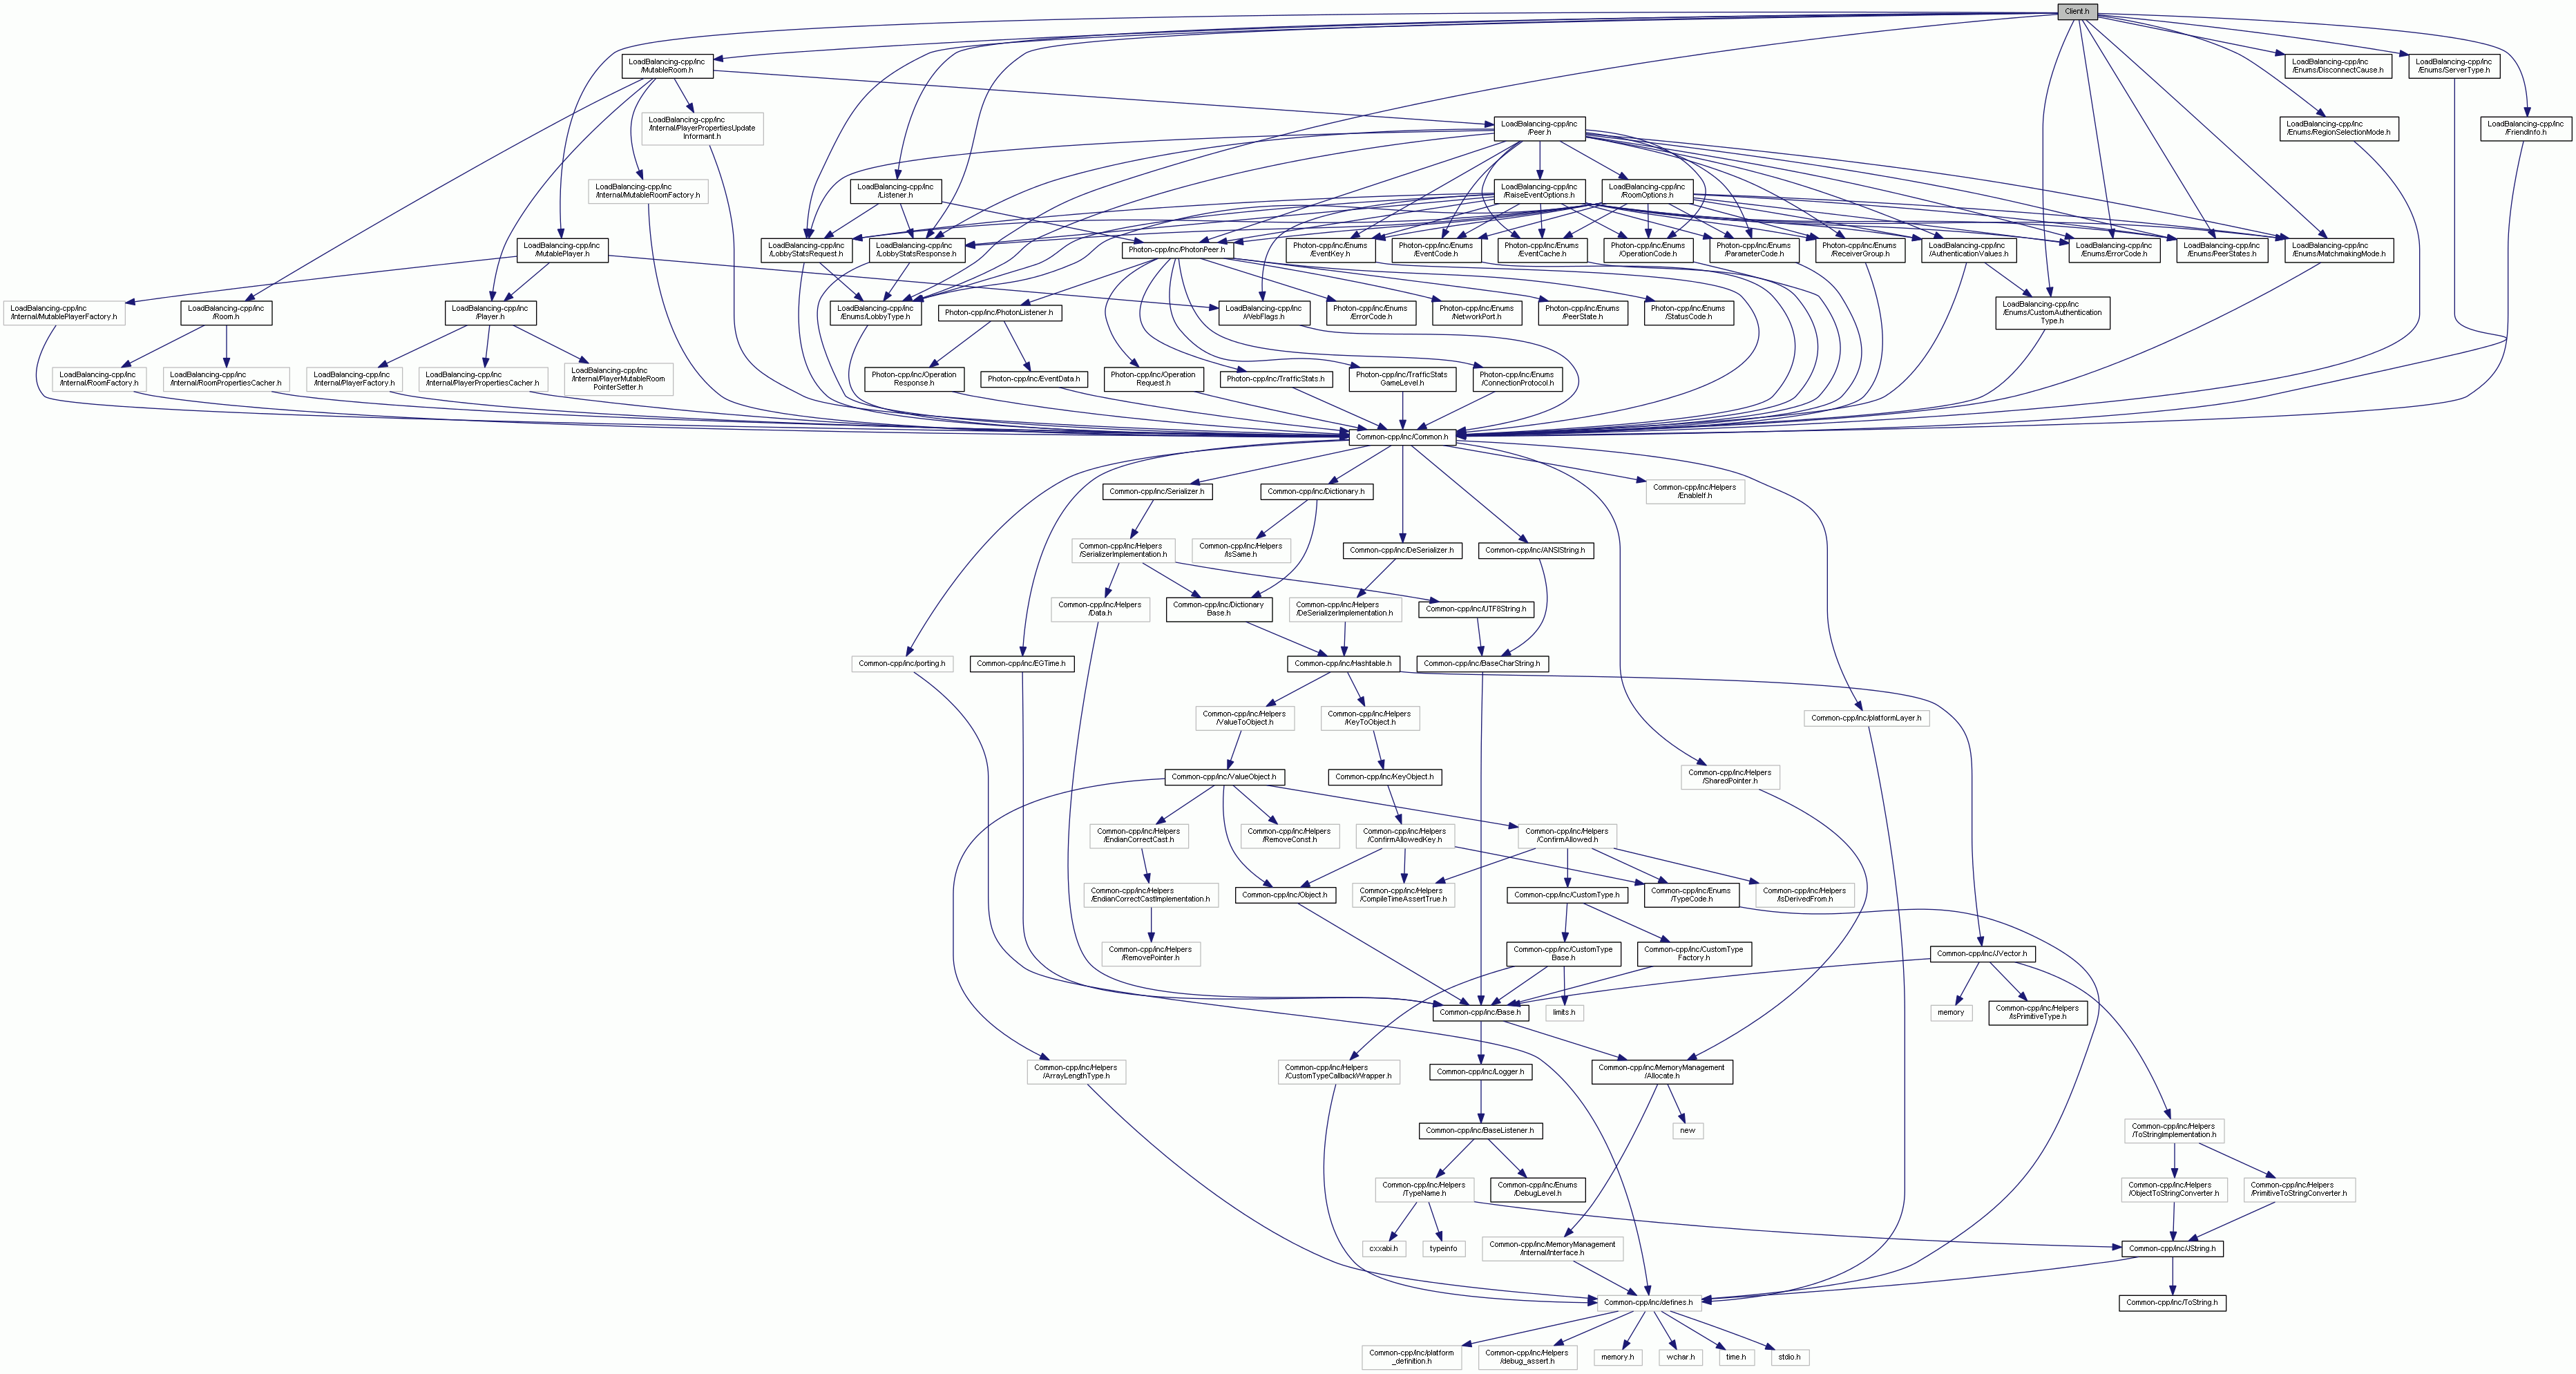 Client.h
LoadBalancing-cpp/inc
/MutableRoom.h
LoadBalancing-cpp/inc
/Enums/DisconnectCause.h
LoadBalancing-cpp/inc
/Enums/ServerType.h
LoadBalancing-cpp/inc
/Internal/PlayerPropertiesUpdate
Informant.h
LoadBalancing-cpp/inc
/Peer.h
LoadBalancing-cpp/inc
/Enums/RegionSelectionMode.h
LoadBalancing-cpp/inc
/FriendInfo.h
LoadBalancing-cpp/inc
/Internal/MutableRoomFactory.h
LoadBalancing-cpp/inc
/Listener.h
LoadBalancing-cpp/inc
/RaiseEventOptions.h
LoadBalancing-cpp/inc
/RoomOptions.h
LoadBalancing-cpp/inc
/MutablePlayer.h
LoadBalancing-cpp/inc
/LobbyStatsRequest.h
LoadBalancing-cpp/inc
/LobbyStatsResponse.h
Photon-cpp/inc/PhotonPeer.h
Photon-cpp/inc/Enums
/EventKey.h
Photon-cpp/inc/Enums
/EventCode.h
Photon-cpp/inc/Enums
/EventCache.h
Photon-cpp/inc/Enums
/OperationCode.h
Photon-cpp/inc/Enums
/ParameterCode.h
Photon-cpp/inc/Enums
/ReceiverGroup.h
LoadBalancing-cpp/inc
/AuthenticationValues.h
LoadBalancing-cpp/inc
/Enums/ErrorCode.h
LoadBalancing-cpp/inc
/Enums/PeerStates.h
LoadBalancing-cpp/inc
/Enums/MatchmakingMode.h
LoadBalancing-cpp/inc
/Internal/MutablePlayerFactory.h
LoadBalancing-cpp/inc
/Room.h
LoadBalancing-cpp/inc
/Player.h
LoadBalancing-cpp/inc
/Enums/LobbyType.h
Photon-cpp/inc/PhotonListener.h
LoadBalancing-cpp/inc
/WebFlags.h
Photon-cpp/inc/Enums
/ErrorCode.h
Photon-cpp/inc/Enums
/NetworkPort.h
Photon-cpp/inc/Enums
/PeerState.h
Photon-cpp/inc/Enums
/StatusCode.h
LoadBalancing-cpp/inc
/Enums/CustomAuthentication
Type.h
LoadBalancing-cpp/inc
/Internal/RoomFactory.h
LoadBalancing-cpp/inc
/Internal/RoomPropertiesCacher.h
LoadBalancing-cpp/inc
/Internal/PlayerFactory.h
LoadBalancing-cpp/inc
/Internal/PlayerPropertiesCacher.h
LoadBalancing-cpp/inc
/Internal/PlayerMutableRoom
PointerSetter.h
Photon-cpp/inc/Operation
Response.h
Photon-cpp/inc/EventData.h
Photon-cpp/inc/Operation
Request.h
Photon-cpp/inc/TrafficStats.h
Photon-cpp/inc/TrafficStats
GameLevel.h
Photon-cpp/inc/Enums
/ConnectionProtocol.h
Common-cpp/inc/Common.h
Common-cpp/inc/Serializer.h
Common-cpp/inc/Dictionary.h
Common-cpp/inc/Helpers
/EnableIf.h
Common-cpp/inc/Helpers
/SerializerImplementation.h
Common-cpp/inc/Helpers
/IsSame.h
Common-cpp/inc/DeSerializer.h
Common-cpp/inc/ANSIString.h
Common-cpp/inc/Helpers
/Data.h
Common-cpp/inc/Dictionary
Base.h
Common-cpp/inc/Helpers
/DeSerializerImplementation.h
Common-cpp/inc/UTF8String.h
Common-cpp/inc/porting.h
Common-cpp/inc/EGTime.h
Common-cpp/inc/Hashtable.h
Common-cpp/inc/BaseCharString.h
Common-cpp/inc/Helpers
/ValueToObject.h
Common-cpp/inc/Helpers
/KeyToObject.h
Common-cpp/inc/platformLayer.h
Common-cpp/inc/ValueObject.h
Common-cpp/inc/KeyObject.h
Common-cpp/inc/Helpers
/SharedPointer.h
Common-cpp/inc/Helpers
/EndianCorrectCast.h
Common-cpp/inc/Helpers
/RemoveConst.h
Common-cpp/inc/Helpers
/ConfirmAllowedKey.h
Common-cpp/inc/Helpers
/ConfirmAllowed.h
Common-cpp/inc/Helpers
/EndianCorrectCastImplementation.h
Common-cpp/inc/Object.h
Common-cpp/inc/Helpers
/CompileTimeAssertTrue.h
Common-cpp/inc/CustomType.h
Common-cpp/inc/Enums
/TypeCode.h
Common-cpp/inc/Helpers
/IsDerivedFrom.h
Common-cpp/inc/Helpers
/RemovePointer.h
Common-cpp/inc/CustomType
Base.h
Common-cpp/inc/CustomType
Factory.h
Common-cpp/inc/JVector.h
Common-cpp/inc/Base.h
limits.h
memory
Common-cpp/inc/Helpers
/IsPrimitiveType.h
Common-cpp/inc/Helpers
/ArrayLengthType.h
Common-cpp/inc/Helpers
/CustomTypeCallbackWrapper.h
Common-cpp/inc/Logger.h
Common-cpp/inc/MemoryManagement
/Allocate.h
Common-cpp/inc/BaseListener.h
new
Common-cpp/inc/Helpers
/ToStringImplementation.h
Common-cpp/inc/Helpers
/TypeName.h
Common-cpp/inc/Enums
/DebugLevel.h
Common-cpp/inc/Helpers
/ObjectToStringConverter.h
Common-cpp/inc/Helpers
/PrimitiveToStringConverter.h
cxxabi.h
typeinfo
Common-cpp/inc/MemoryManagement
/Internal/Interface.h
Common-cpp/inc/JString.h
Common-cpp/inc/defines.h
Common-cpp/inc/ToString.h
Common-cpp/inc/platform
_definition.h
Common-cpp/inc/Helpers
/debug_assert.h
memory.h
wchar.h
time.h
stdio.h